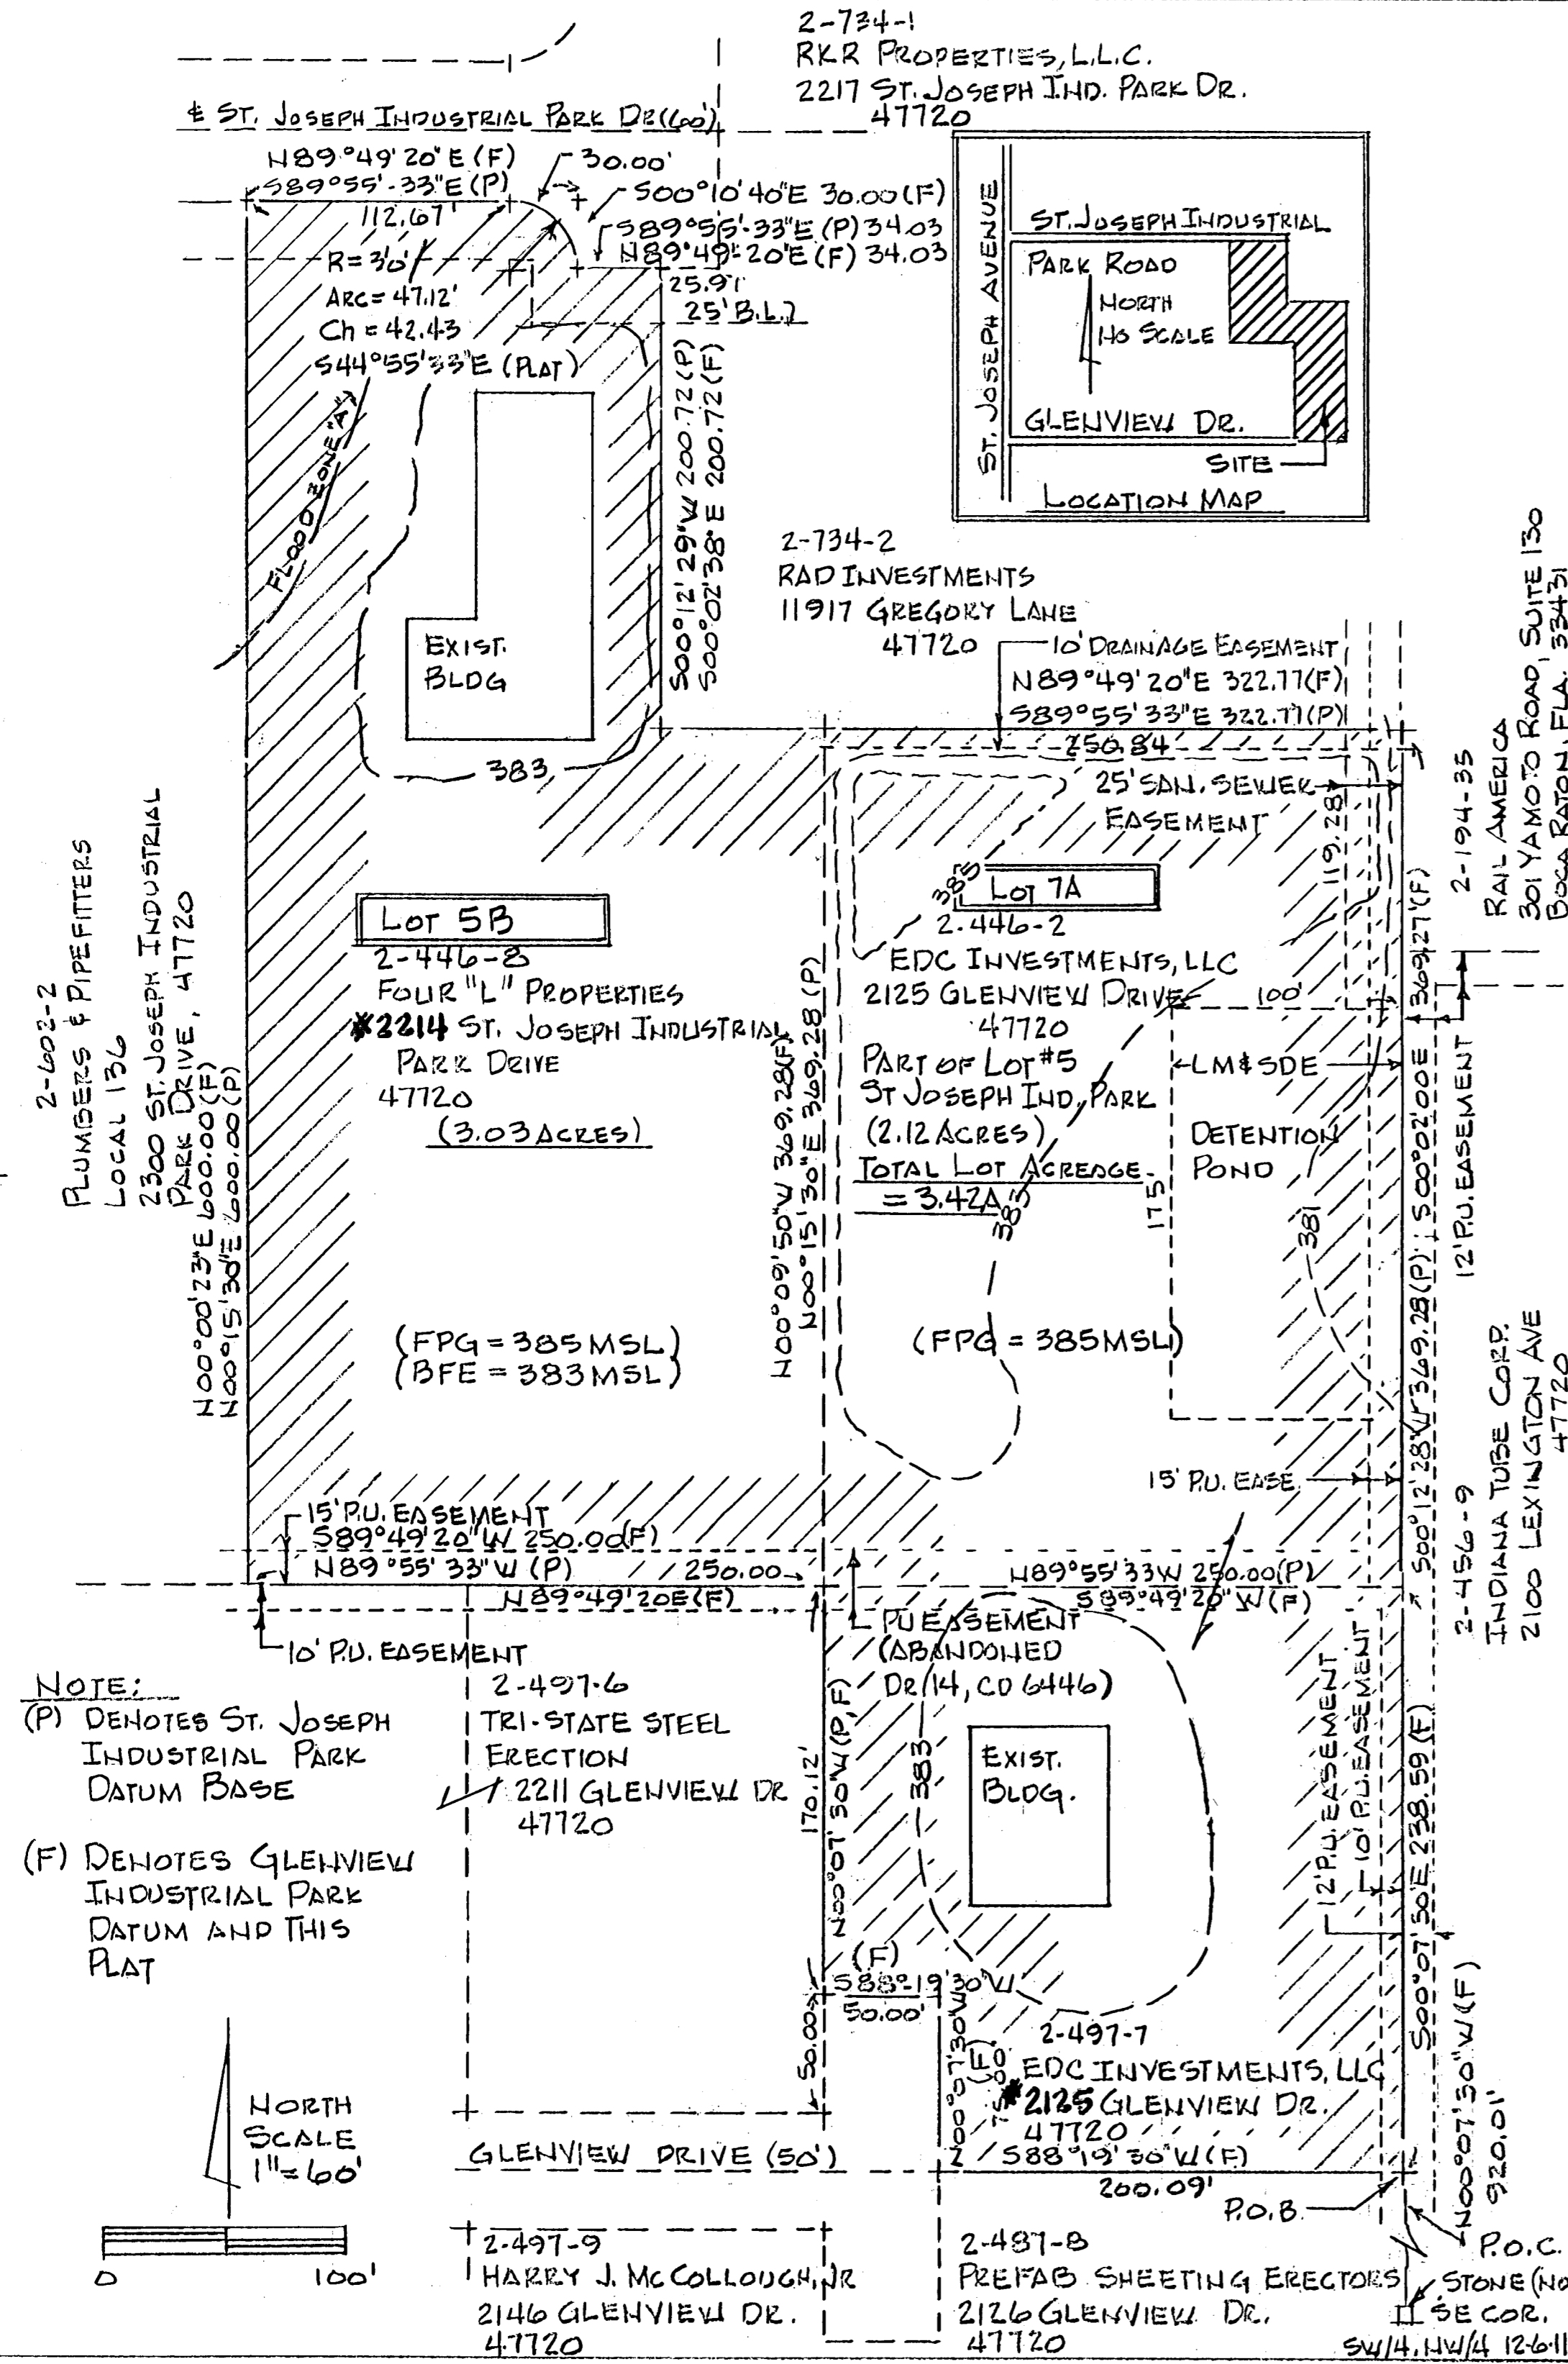 2-734-1
RKR PROPERTIES, L.L.C.
2217 ST. JOSEPH IND. PARK DR.
47720
℄ ST. JOSEPH INDUSTRIAL PARK DR (60')
N89°49'20"E (F)
S89°55'-33"E (P)
112.67'
30.00'
S00°10'40"E 30.00 (F)
S89°55'-33"E (P) 34.03
N89°49'-20"E (F) 34.03
R=30'
ARC=47.12'
Ch=42.43
S44°55'33"E (PLAT)
25.97
25' B.L.
FLOOD ZONE "A"
S00°12'29"W 200.72 (P)
S00°02'38"E 200.72 (F)
EXIST.
BLDG
383
ST. JOSEPH AVENUE
ST. JOSEPH INDUSTRIAL
PARK ROAD
NORTH
NO SCALE
GLENVIEW DR.
SITE
LOCATION MAP
2-734-2
RAD INVESTMENTS
11917 GREGORY LANE
47720
10' DRAINAGE EASEMENT
N89°49'20"E 322.77(F)
S89°55'33"E 322.77(P)
250.84
25' SAN. SEWER
EASEMENT
119.28
2-194-35
RAIL AMERICA
301 YAMOTO ROAD, SUITE 130
BOCA RATON, FLA. 33431
2-602-2
PLUMBERS & PIPEFITTERS
LOCAL 136
2300 ST. JOSEPH INDUSTRIAL
PARK DRIVE, 47720
N00°00'23"E 600.00 (F)
N00°15'30"E 600.00 (P)
LOT 5B
2-446-8
FOUR "L" PROPERTIES
#2214 ST. JOSEPH INDUSTRIAL
PARK DRIVE
47720
(3.03 ACRES)
(FPG = 385 MSL)
(BFE = 383 MSL)
N00°09'50"W 369.28(F)
N00°15'30"E 369.28 (P)
385
LOT 7A
2.446-2
EDC INVESTMENTS, LLC
2125 GLENVIEW DRIVE
47720
PART OF LOT #5
ST JOSEPH IND. PARK
(2.12 ACRES)
TOTAL LOT ACREAGE
= 3.42A
383
(FPG = 385MSL)
100'
LM&SDE
DETENTION
POND
175
381
S00°12'28"W 369.28(P); S00°02'00E 369.27'(F)
12' P.U. EASEMENT
2-456-9
INDIANA TUBE CORP.
2100 LEXINGTON AVE
47720
15' P.U. EASE.
15' P.U. EASEMENT
S89°49'20"W 250.00(F)
N89°55'33"W (P)
250.00
N89°49'20E(F)
N89°55'33W 250.00(P)
S89°49'20"W (F)
10' P.U. EASEMENT
PU EASEMENT
(ABANDONED
DR/14, CD 6446)
NOTE:
(P) DENOTES ST. JOSEPH
INDUSTRIAL PARK
DATUM BASE
(F) DENOTES GLENVIEW
INDUSTRIAL PARK
DATUM AND THIS
PLAT
2-497-6
TRI-STATE STEEL
ERECTION
2211 GLENVIEW DR
47720
170.12'
N00°07'30"W (P,F)
383
EXIST.
BLDG.
12' P.U. EASEMENT
10' P.U. EASEMENT
S00°07'30"E 238.59 (F)
(F)
S88°19'30"W
50.00'
50.00
N00°07'30"W
(F)
2-497-7
EDC INVESTMENTS, LLC
#2125 GLENVIEW DR.
47720
S88°19'30"W(F)
200.09'
P.O.B.
N00°07'30"W (F)
920.01'
NORTH
SCALE
1"=60'
0 100'
GLENVIEW DRIVE (50')
2-497-9
HARRY J. MCCOLLOUGH, JR
2146 GLENVIEW DR.
47720
2-487-8
PREFAB SHEETING ERECTORS
2126 GLENVIEW DR.
47720
P.O.C.
STONE (NO
SE COR.
SW/4, NW/4 12-6-11